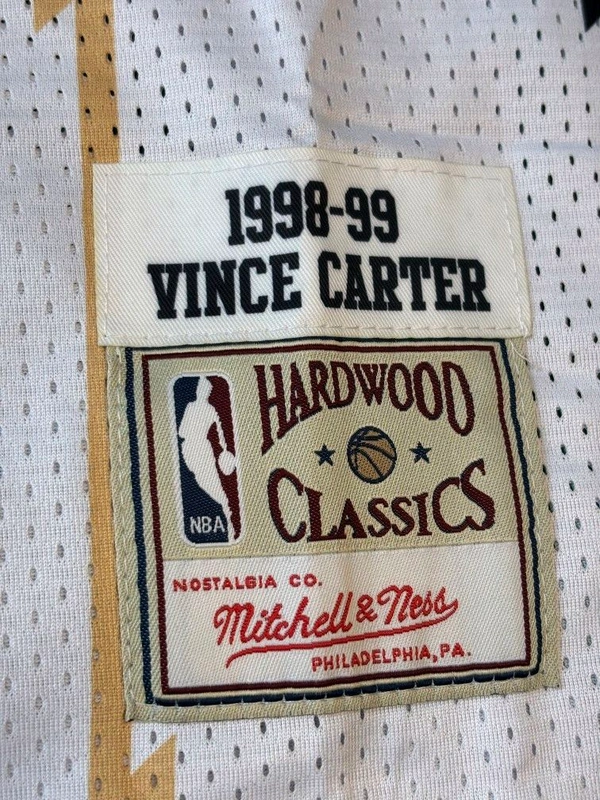 1998-99
VINCE CARTER
HARDWOOD
CLASSICS
NBA
NOSTALGIA CO.
Mitchell & Ness
PHILADELPHIA, PA.